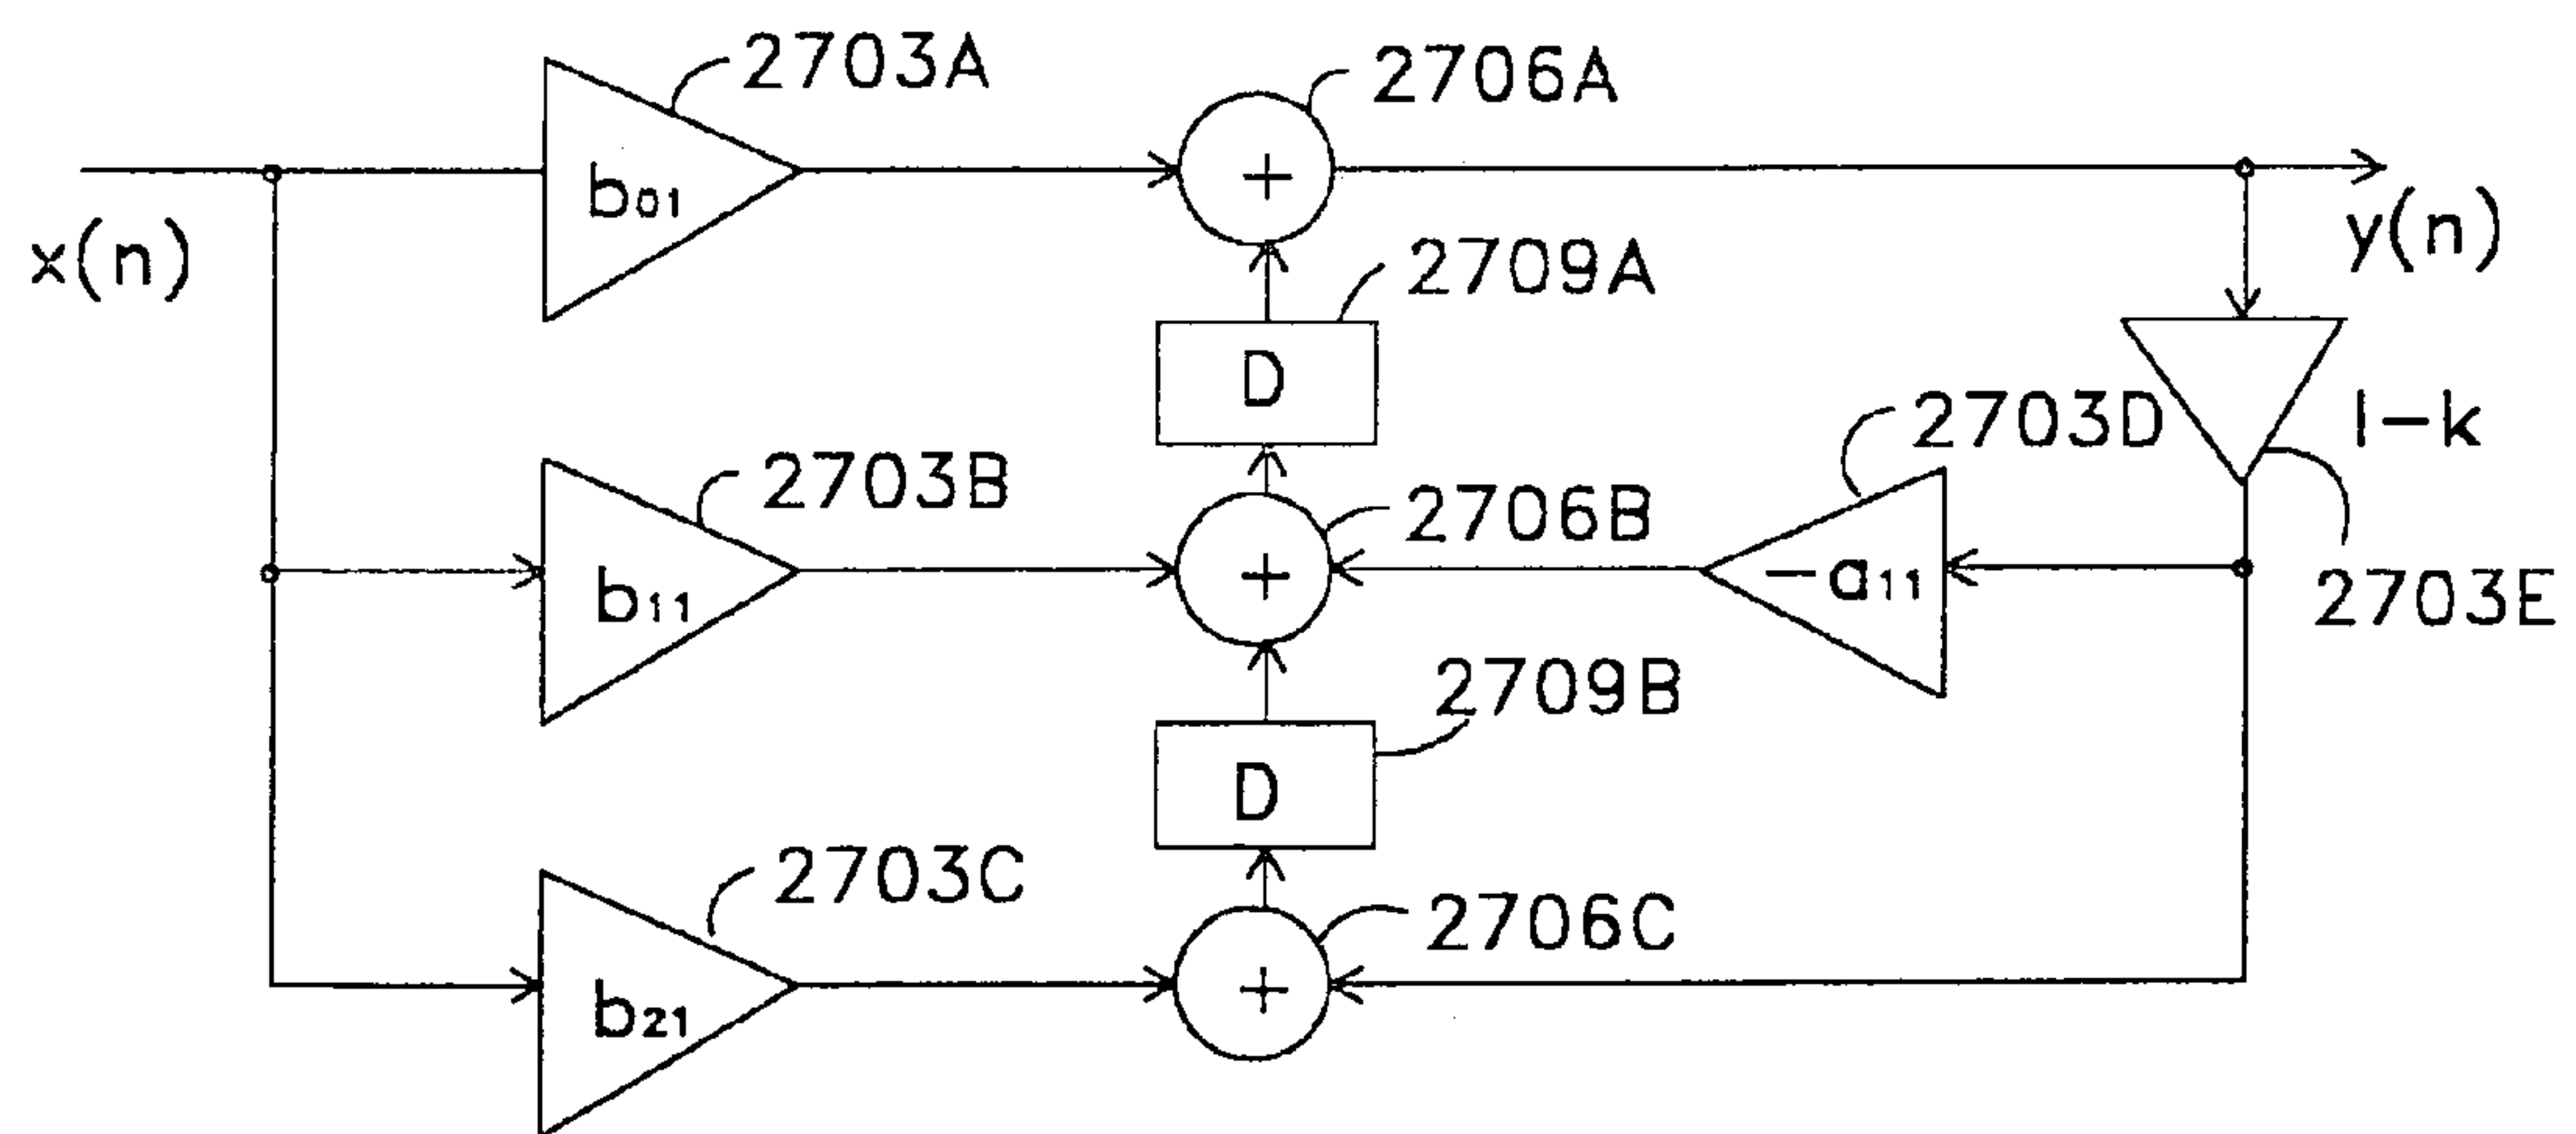 2703A
2706A
+
b01
x(n)
y(n)
2709A
D
2703D
1-k
2703B
2706B
+
-a11
b11
2703E
2709B
D
2703C
2706C
+
b21